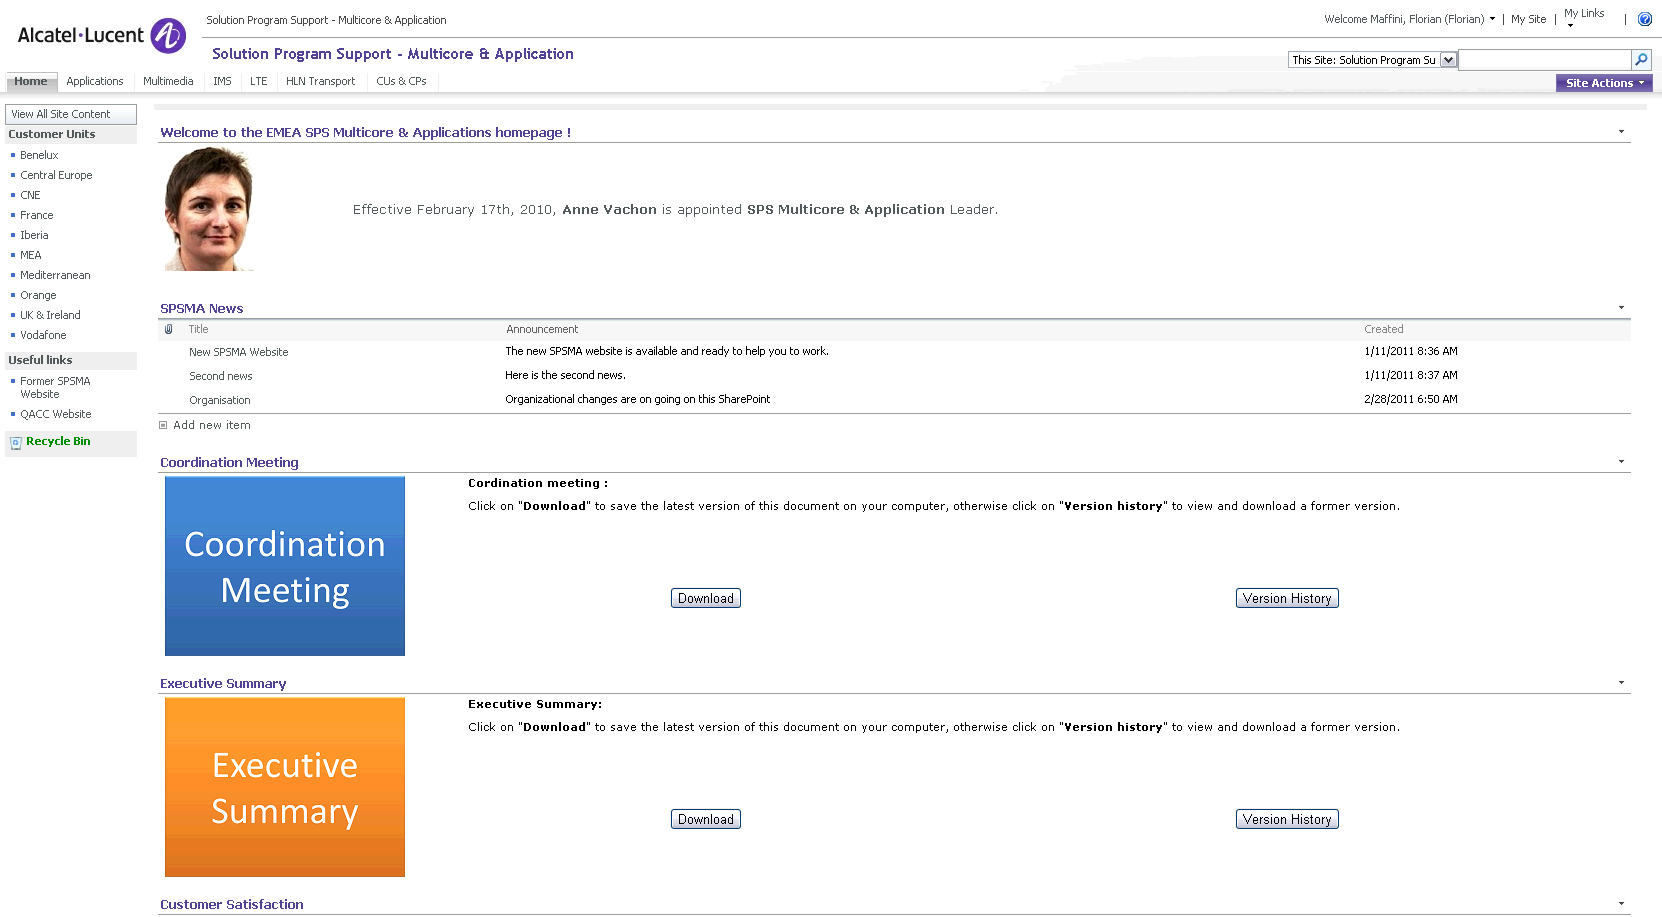 Alcatel·Lucent
Solution Program Support - Multicore & Application
Welcome Maffini, Florian (Florian) | My Site | My Links |
Solution Program Support - Multicore & Application
This Site: Solution Program Su
Home Applications Multimedia IMS LTE HLN Transport CUs & CPs
Site Actions
View All Site Content
Customer Units
Benelux
Central Europe
CNE
France
Iberia
MEA
Mediterranean
Orange
UK & Ireland
Vodafone
Useful links
Former SPSMA
Website
QACC Website
Recycle Bin
Welcome to the EMEA SPS Multicore & Applications homepage !
Effective February 17th, 2010, Anne Vachon is appointed SPS Multicore & Application Leader.
SPSMA News
Title Announcement Created
New SPSMA Website The new SPSMA website is available and ready to help you to work. 1/11/2011 8:36 AM
Second news Here is the second news. 1/11/2011 8:37 AM
Organisation Organizational changes are on going on this SharePoint 2/28/2011 6:50 AM
Add new item
Coordination Meeting
Coordination
Meeting
Cordination meeting :
Click on "Download" to save the latest version of this document on your computer, otherwise click on "Version history" to view and download a former version.
Download Version History
Executive Summary
Executive
Summary
Executive Summary:
Click on "Download" to save the latest version of this document on your computer, otherwise click on "Version history" to view and download a former version.
Download Version History
Customer Satisfaction